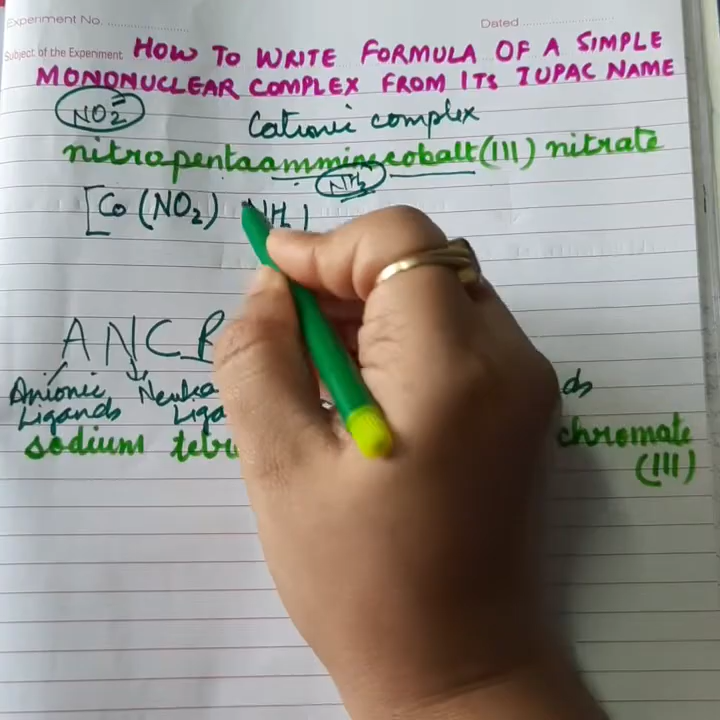 Experiment No.
Dated
Subject of the Experiment HOW TO WRITE FORMULA OF A SIMPLE
MONONUCLEAR COMPLEX FROM ITS IUPAC NAME
NO2- Cationic complex
nitropentaamminecobalt(III) nitrate
NH3
[Co(NO2)
ANC
Anionic Ligands
sodium
chromate
(III)